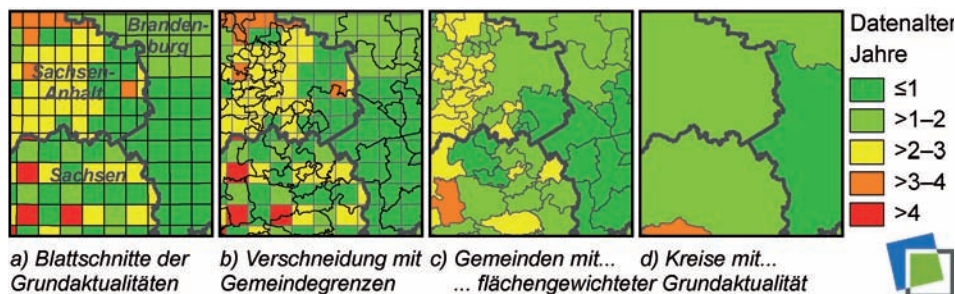 Branden-
burg
Sachsen-
Anhalt
Sachsen
Datenalter
Jahre
≤1
>1–2
>2–3
>3–4
>4
a) Blattschnitte der
Grundaktualitäten
b) Verschneidung mit
Gemeindegrenzen
c) Gemeinden mit...
d) Kreise mit...
... flächengewichteter Grundaktualität